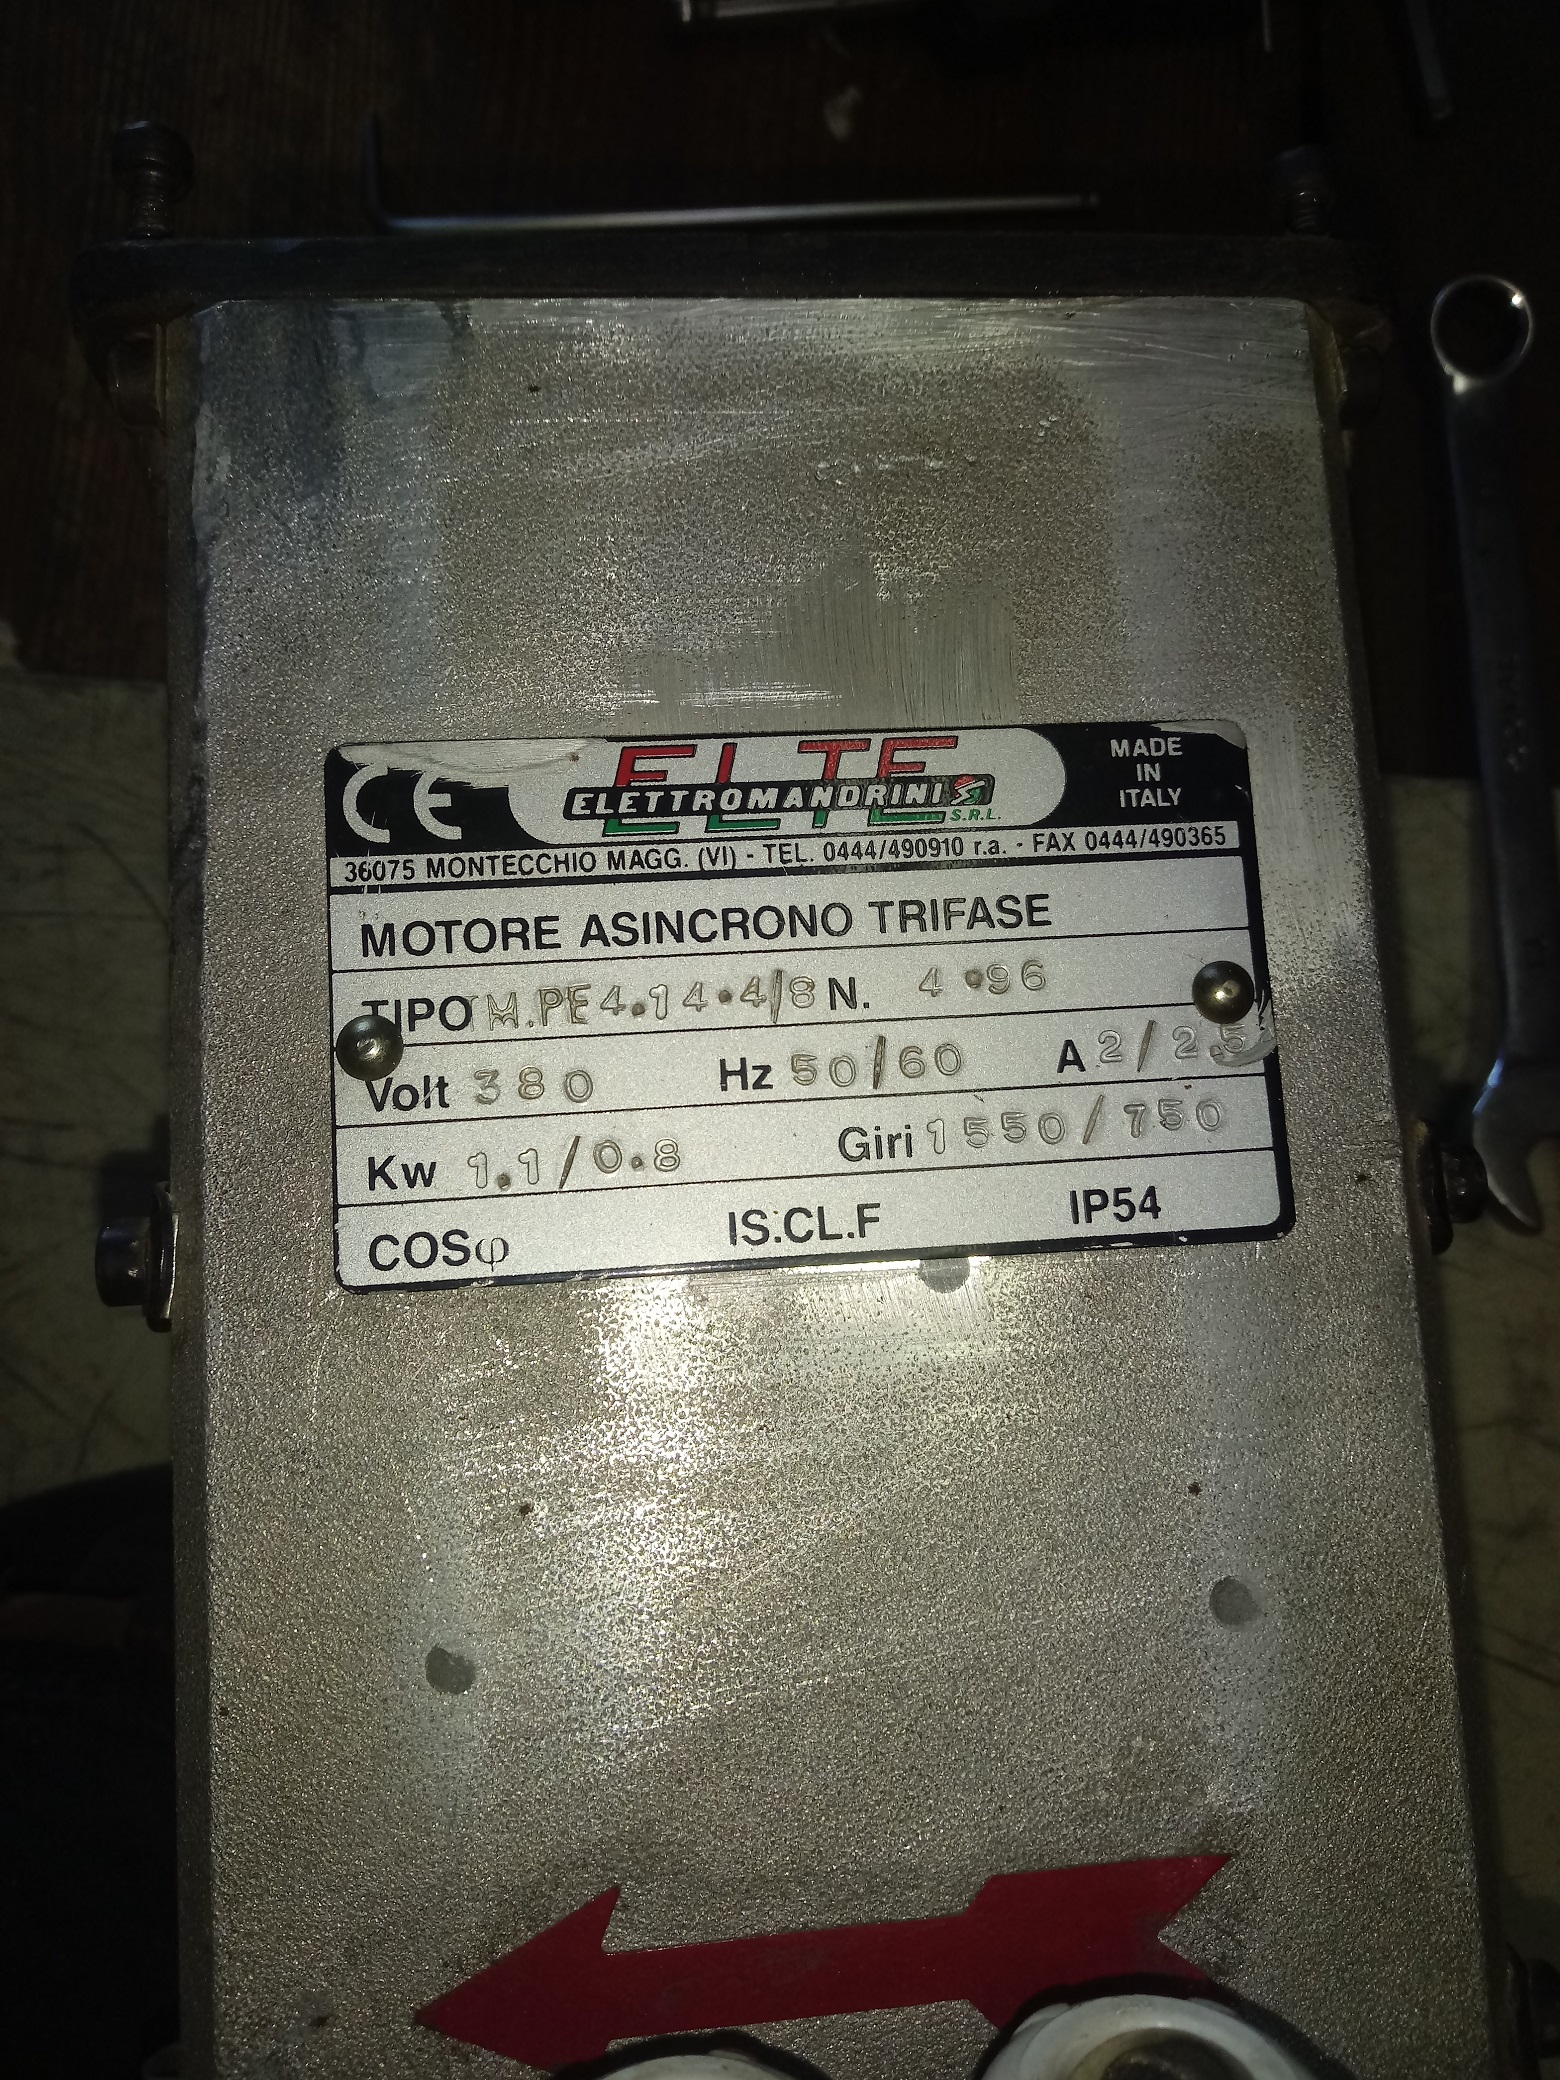 CE
ELTE
ELETTROMANDRINI
S.R.L.
MADE
IN
ITALY
36075 MONTECCHIO MAGG. (VI) - TEL. 0444/490910 r.a. - FAX 0444/490365
MOTORE ASINCRONO TRIFASE
TIPO M.PE4.14.4/8 N. 4.96
Volt 380 Hz 50/60 A 2/2.5
Kw 1.1/0.8 Giri 1550/750
COSφ IS.CL.F IP54